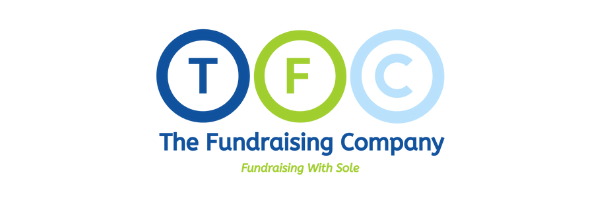 T F C
The Fundraising Company
Fundraising With Sole